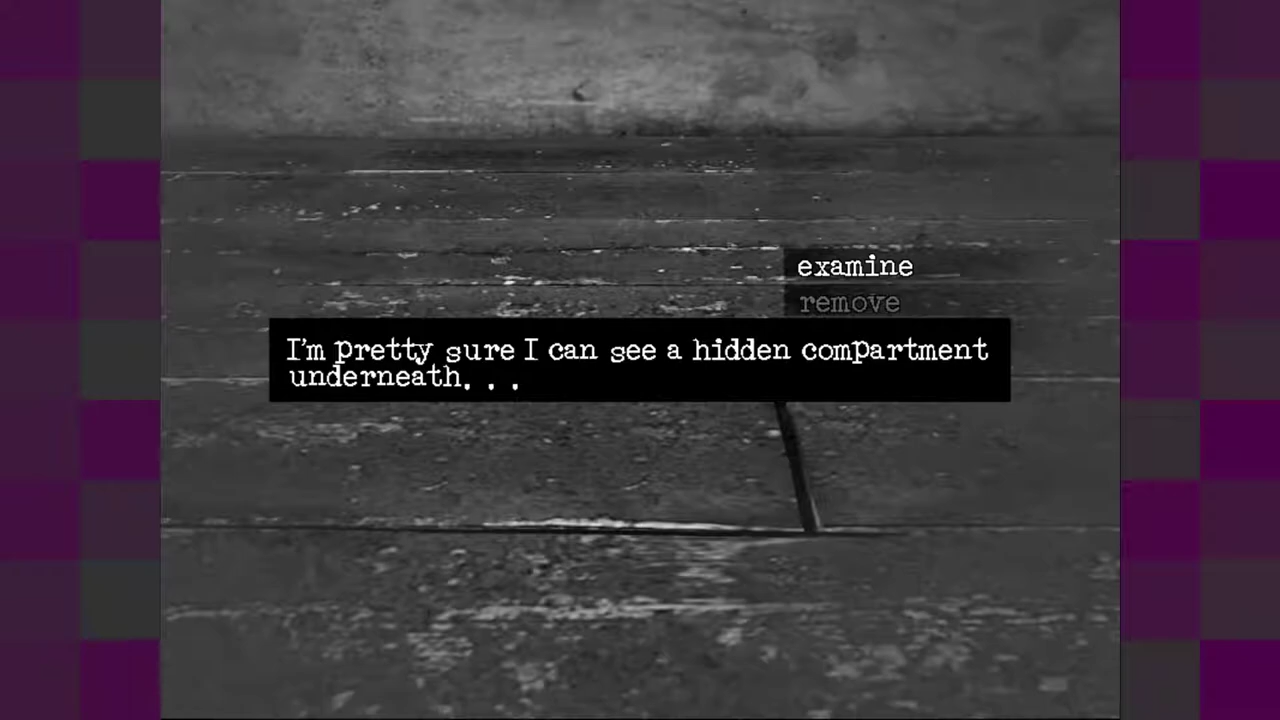 examine
remove
I'm pretty sure I can see a hidden compartment
underneath. . .